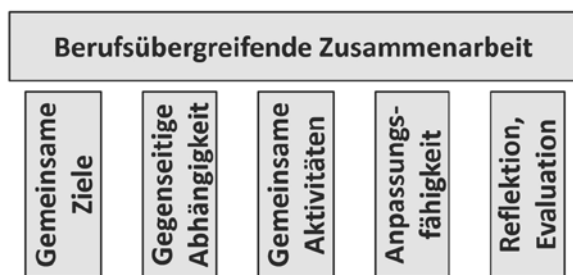 Berufsübergreifende Zusammenarbeit
Gemeinsame
Ziele
Gegenseitige
Abhängigkeit
Gemeinsame
Aktivitäten
Anpassungs-
fähigkeit
Reflektion,
Evaluation